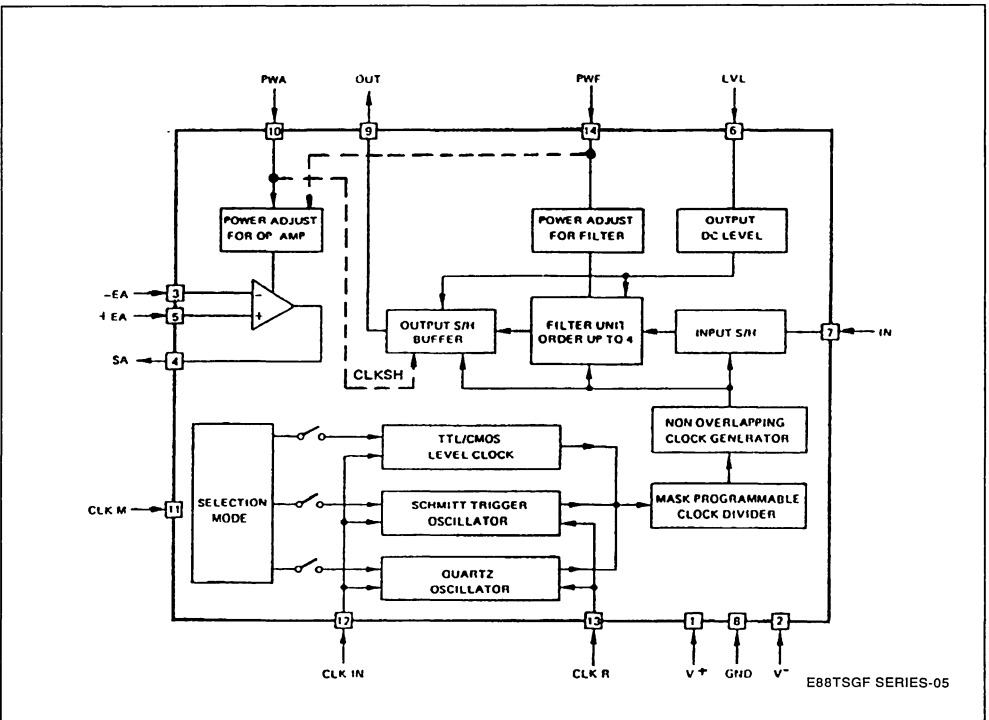 PWA OUT PWF LVL
10 9 14 6
POWER ADJUST
FOR OP. AMP
POWER ADJUST
FOR FILTER
OUTPUT
DC LEVEL
-EA 3 -
+EA 5 +
SA 4
OUTPUT S/H
BUFFER
FILTER UNIT
ORDER UP TO 4
INPUT S/H
7 IN
CLKSH
NON OVERLAPPING
CLOCK GENERATOR
TTL/CMOS
LEVEL CLOCK
SELECTION
MODE
CLK M 11
SCHMITT TRIGGER
OSCILLATOR
MASK PROGRAMMABLE
CLOCK DIVIDER
QUARTZ
OSCILLATOR
12 13 1 8 2
CLK IN CLK R V+ GND V-
E88TSGF SERIES-05